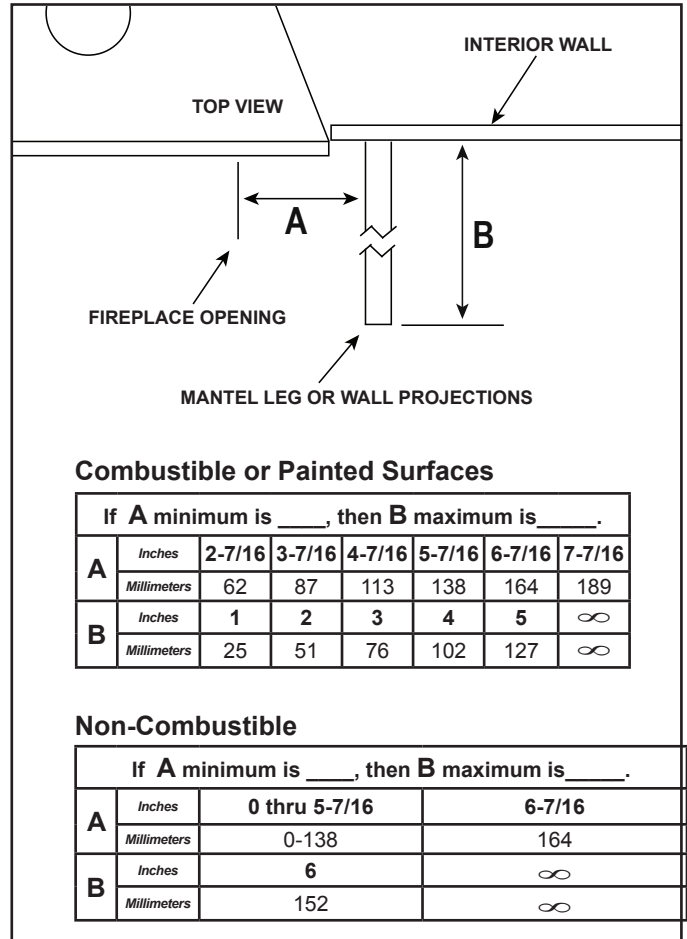 INTERIOR WALL
TOP VIEW
A
B
FIREPLACE OPENING
MANTEL LEG OR WALL PROJECTIONS
Combustible or Painted Surfaces
If A minimum is ____, then B maximum is_____.
A Inches 2-7/16 3-7/16 4-7/16 5-7/16 6-7/16 7-7/16
Millimeters 62 87 113 138 164 189
B Inches 1 2 3 4 5 ∞
Millimeters 25 51 76 102 127 ∞
Non-Combustible
If A minimum is ____, then B maximum is_____.
A Inches 0 thru 5-7/16 6-7/16
Millimeters 0-138 164
B Inches 6 ∞
Millimeters 152 ∞